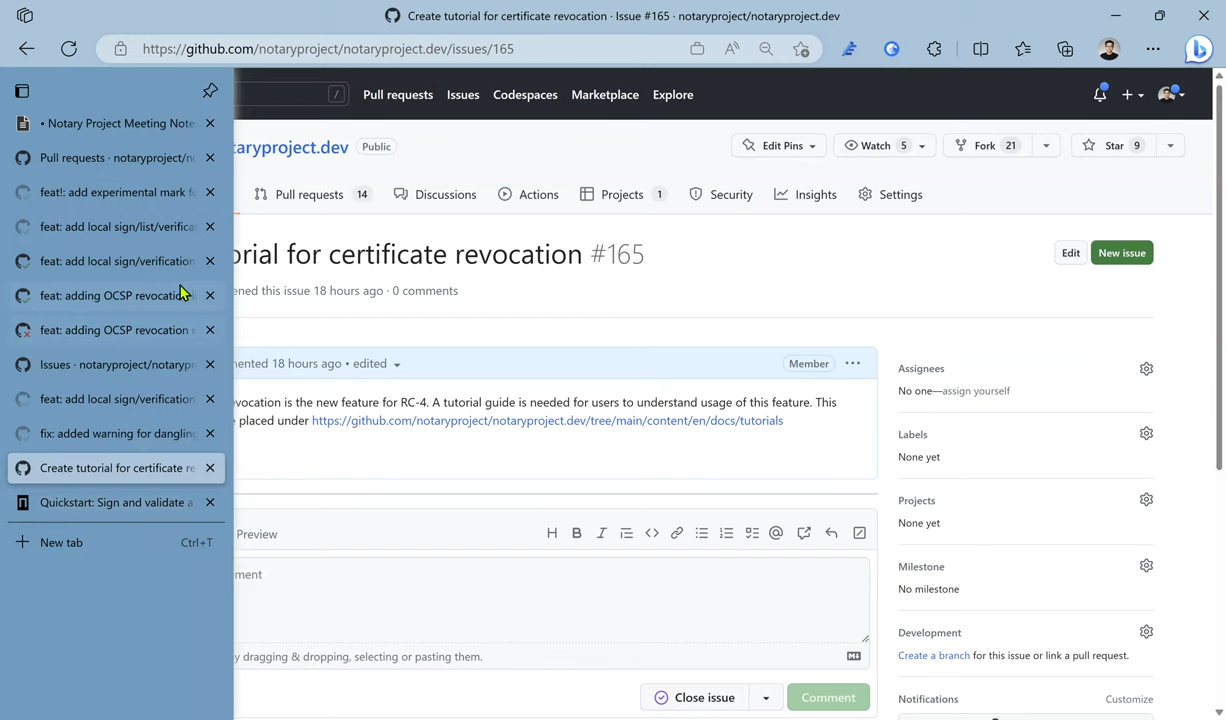 Create tutorial for certificate revocation · Issue #165 · notaryproject/notaryproject.dev
https://github.com/notaryproject/notaryproject.dev/issues/165
• Notary Project Meeting Note
Pull requests · notaryproject/n
feat!: add experimental mark f
feat: add local sign/list/verifica
feat: add local sign/verification
feat: adding OCSP revocatio
feat: adding OCSP revocation
Issues · notaryproject/notarypr
feat: add local sign/verification
fix: added warning for dangling
Create tutorial for certificate re
Quickstart: Sign and validate a
New tab Ctrl+T
/ Pull requests Issues Codespaces Marketplace Explore
taryproject.dev Public
Edit Pins Watch 5 Fork 21 Star 9
Pull requests 14 Discussions Actions Projects 1 Security Insights Settings
orial for certificate revocation #165
Edit New issue
ened this issue 18 hours ago · 0 comments
mented 18 hours ago • edited Member
evocation is the new feature for RC-4. A tutorial guide is needed for users to understand usage of this feature. This
e placed under https://github.com/notaryproject/notaryproject.dev/tree/main/content/en/docs/tutorials
Preview
ment
y dragging & dropping, selecting or pasting them.
Close issue Comment
Assignees
No one—assign yourself
Labels
None yet
Projects
None yet
Milestone
No milestone
Development
Create a branch for this issue or link a pull request.
Notifications Customize